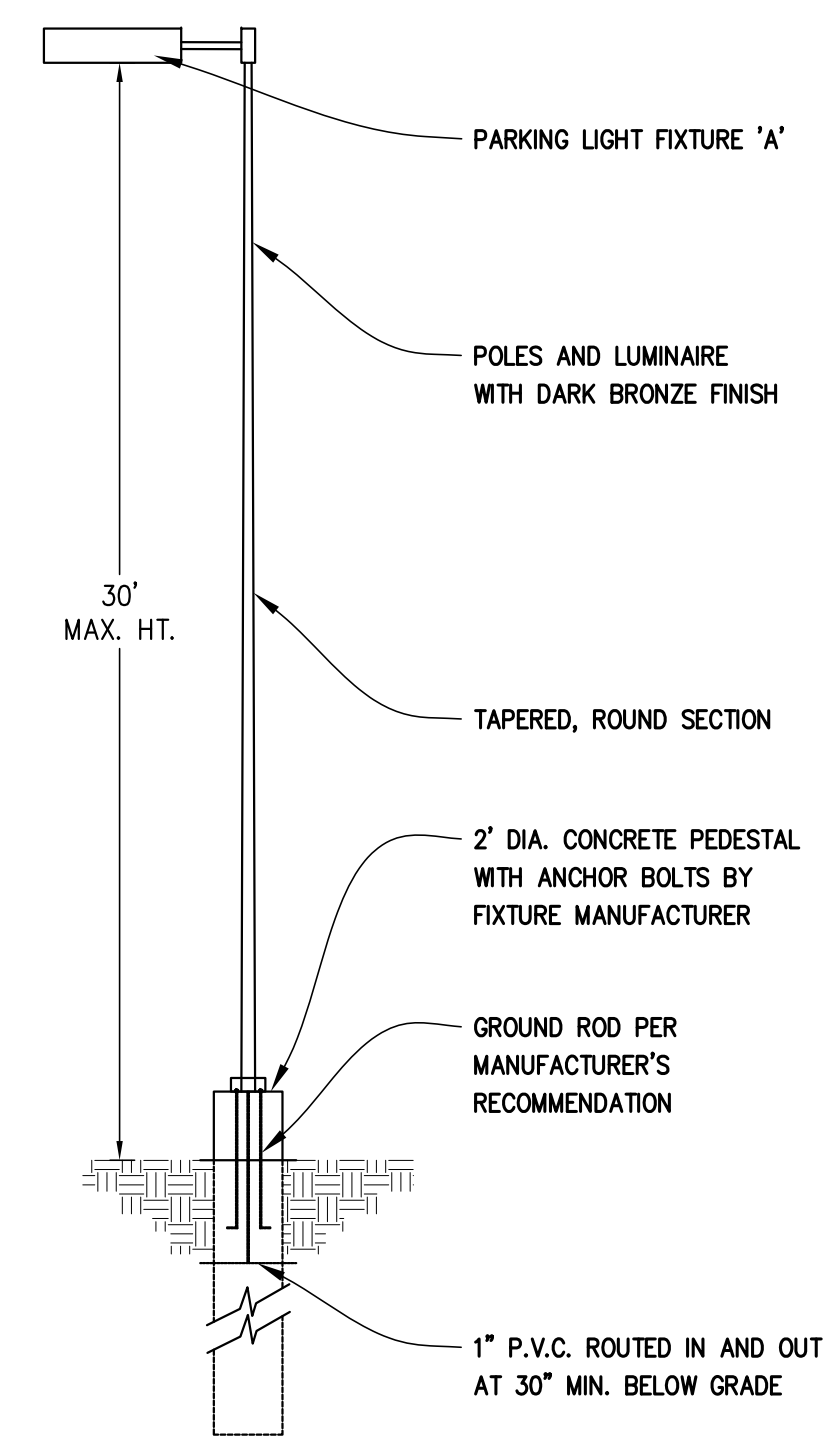 PARKING LIGHT FIXTURE 'A'
POLES AND LUMINAIRE
WITH DARK BRONZE FINISH
30'
MAX. HT.
TAPERED, ROUND SECTION
2' DIA. CONCRETE PEDESTAL
WITH ANCHOR BOLTS BY
FIXTURE MANUFACTURER
GROUND ROD PER
MANUFACTURER'S
RECOMMENDATION
1" P.V.C. ROUTED IN AND OUT
AT 30" MIN. BELOW GRADE